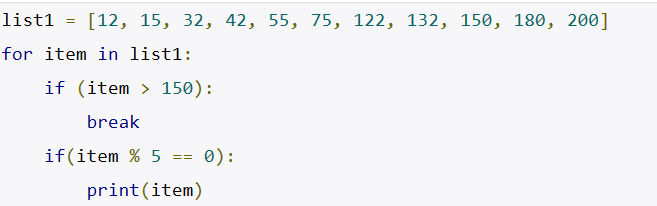 list1 = [12, 15, 32, 42, 55, 75, 122, 132, 150, 180, 200]
for item in list1:
    if (item > 150):
        break
    if(item % 5 == 0):
        print(item)